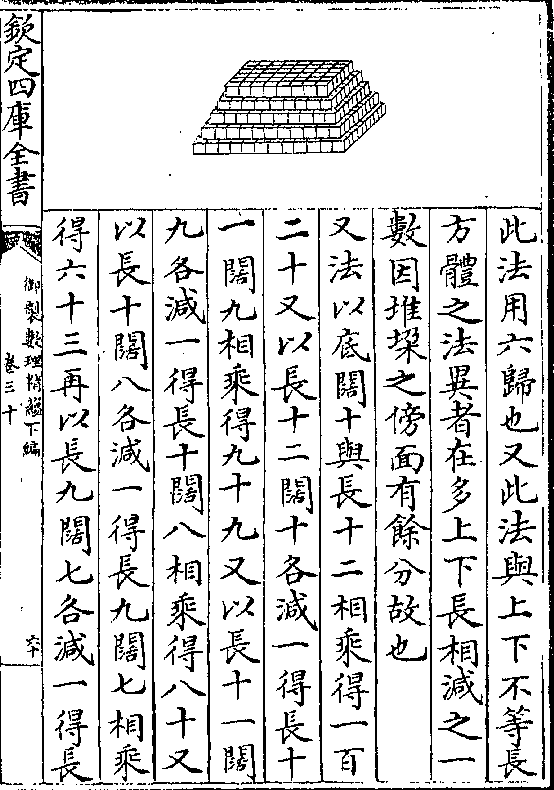 此法用六歸也又此法與上下不等長
方體之法異者在多上下長相減之一
數因堆垜之傍面有餘分故也
又法以底闊十與長十二相乘得一百
二十又以長十二闊十各減一得長十
一闊九相乘得九十九又以長十一闊
九各減一得長十闊八相乘得八十又
以長十闊八各減一得長九闊七相乘
得六十三再以長九闊七各減一得長
欽定四庫全書
御製數理精藴下編
卷三十
六十